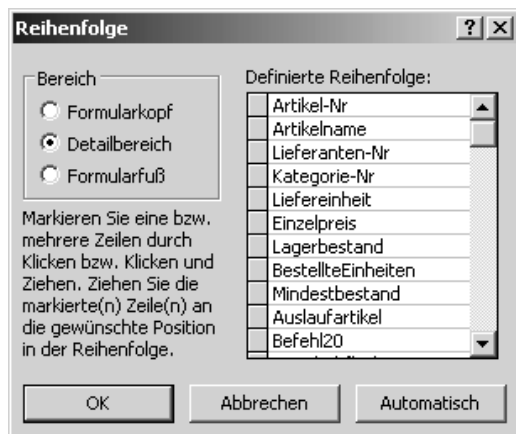 Reihenfolge
Bereich
Formularkopf
Detailbereich
Formularfuß
Markieren Sie eine bzw.
mehrere Zeilen durch
Klicken bzw. Klicken und
Ziehen. Ziehen Sie die
markierte(n) Zeile(n) an
die gewünschte Position
in der Reihenfolge.
Definierte Reihenfolge:
Artikel-Nr
Artikelname
Lieferanten-Nr
Kategorie-Nr
Liefereinheit
Einzelpreis
Lagerbestand
BestellteEinheiten
Mindestbestand
Auslaufartikel
Befehl20
OK
Abbrechen
Automatisch